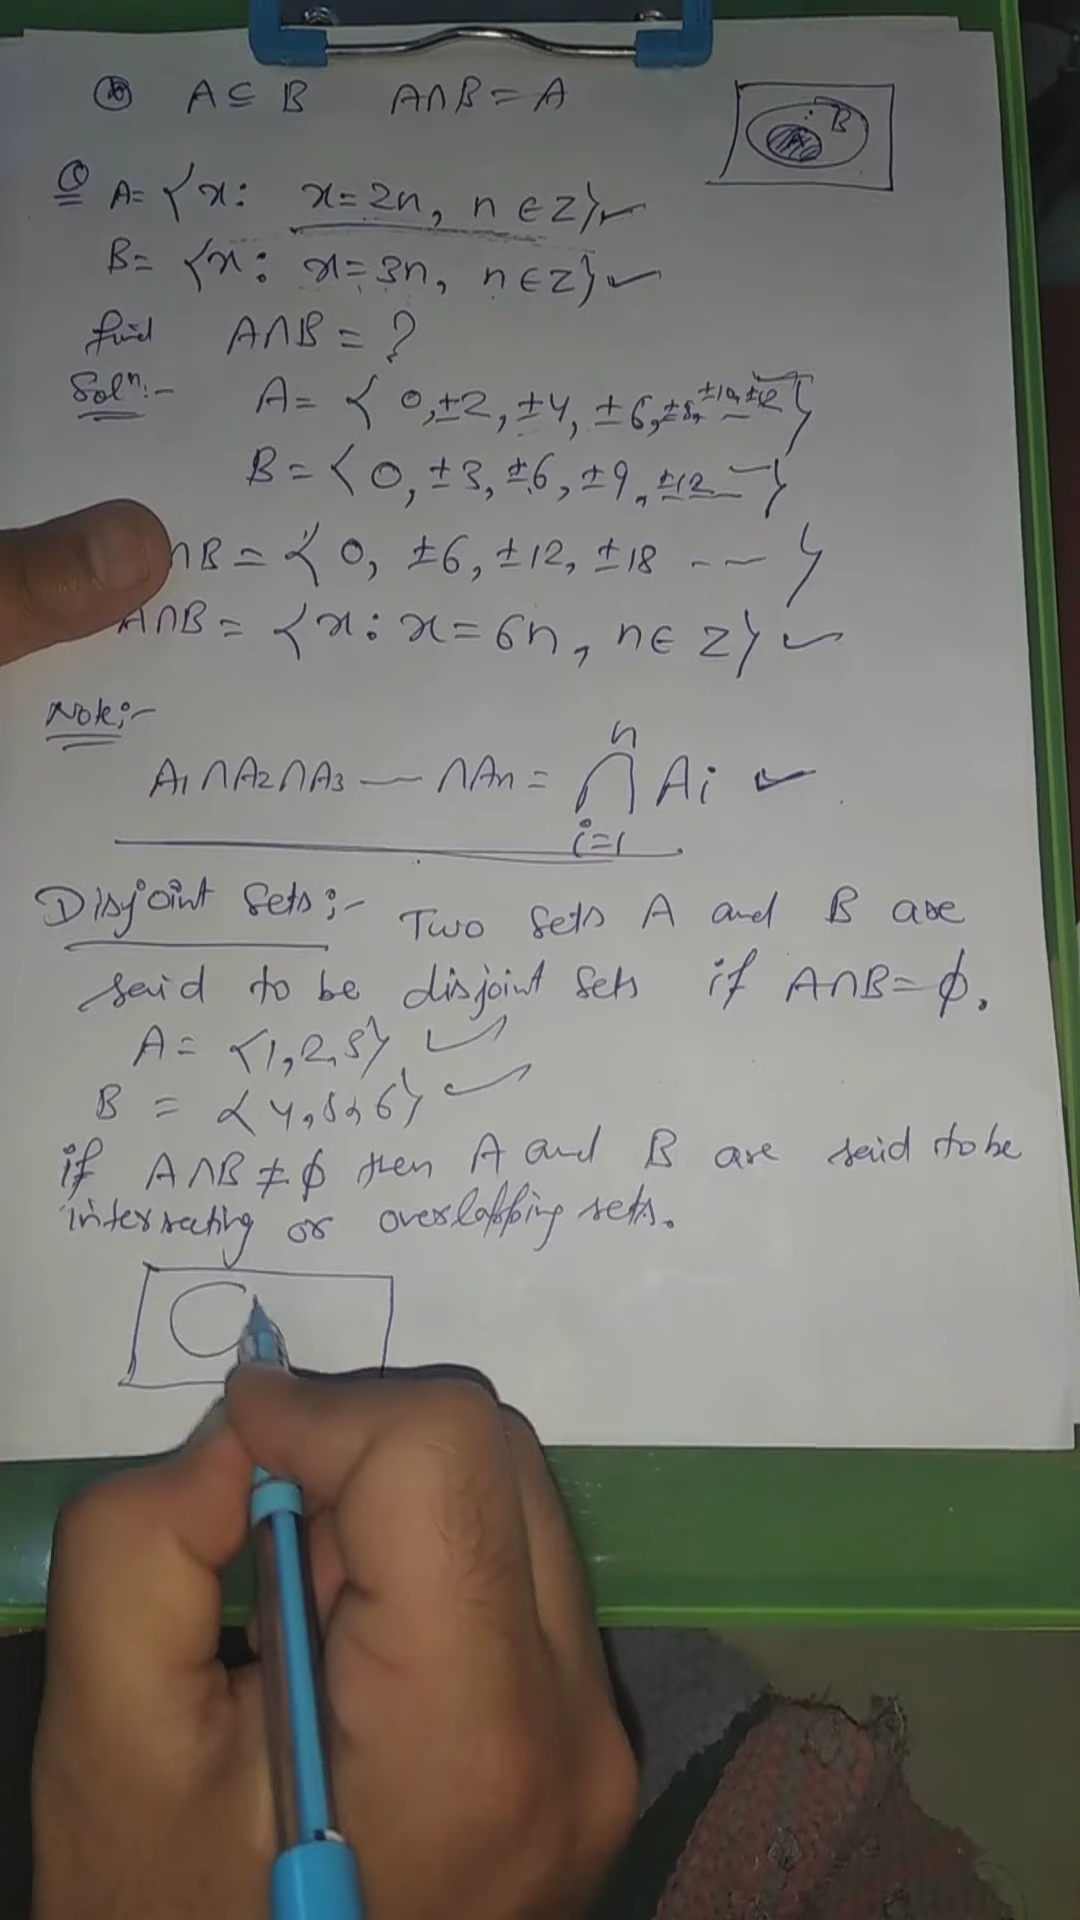 A ⊆ B A∩B = A
B
A
Q A = {x: x=2n, n ∈ Z}
B = {x: x=3n, n ∈ Z}
find A∩B = ?
Solⁿ:- A = { 0, ±2, ±4, ±6, ±8, ±10, ±12 }
B = {0, ±3, ±6, ±9, ±12 -- }
∩B = { 0, ±6, ±12, ±18 --- }
A∩B = {x: x=6n, n ∈ Z}
Note:-
n
A1∩A2∩A3 — ∩An = ∩ Ai
i=1
Disjoint Sets:- Two sets A and B are
said to be disjoint sets if A∩B=ϕ.
A = {1,2,3}
B = {4,5,6}
if A∩B≠ϕ then A and B are said to be
intersecting or overlapping sets.